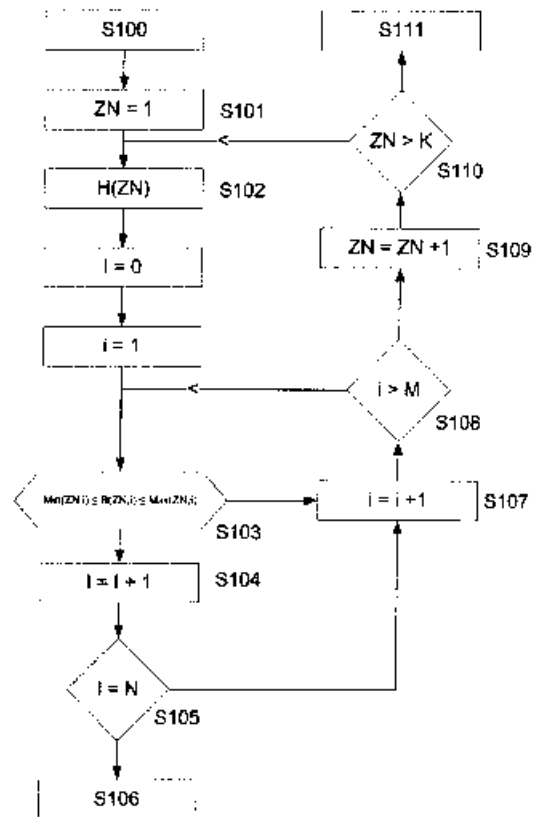 S100
S111
ZN = 1
S101
ZN > K
S110
H(ZN)
S102
ZN = ZN +1
S109
I = 0
i = 1
i > M
S108
Min(ZN,i) ≤ R(ZN,i) ≤ Max(ZN,i)
S103
i = i +1
S107
I = I + 1
S104
I = N
S105
S106